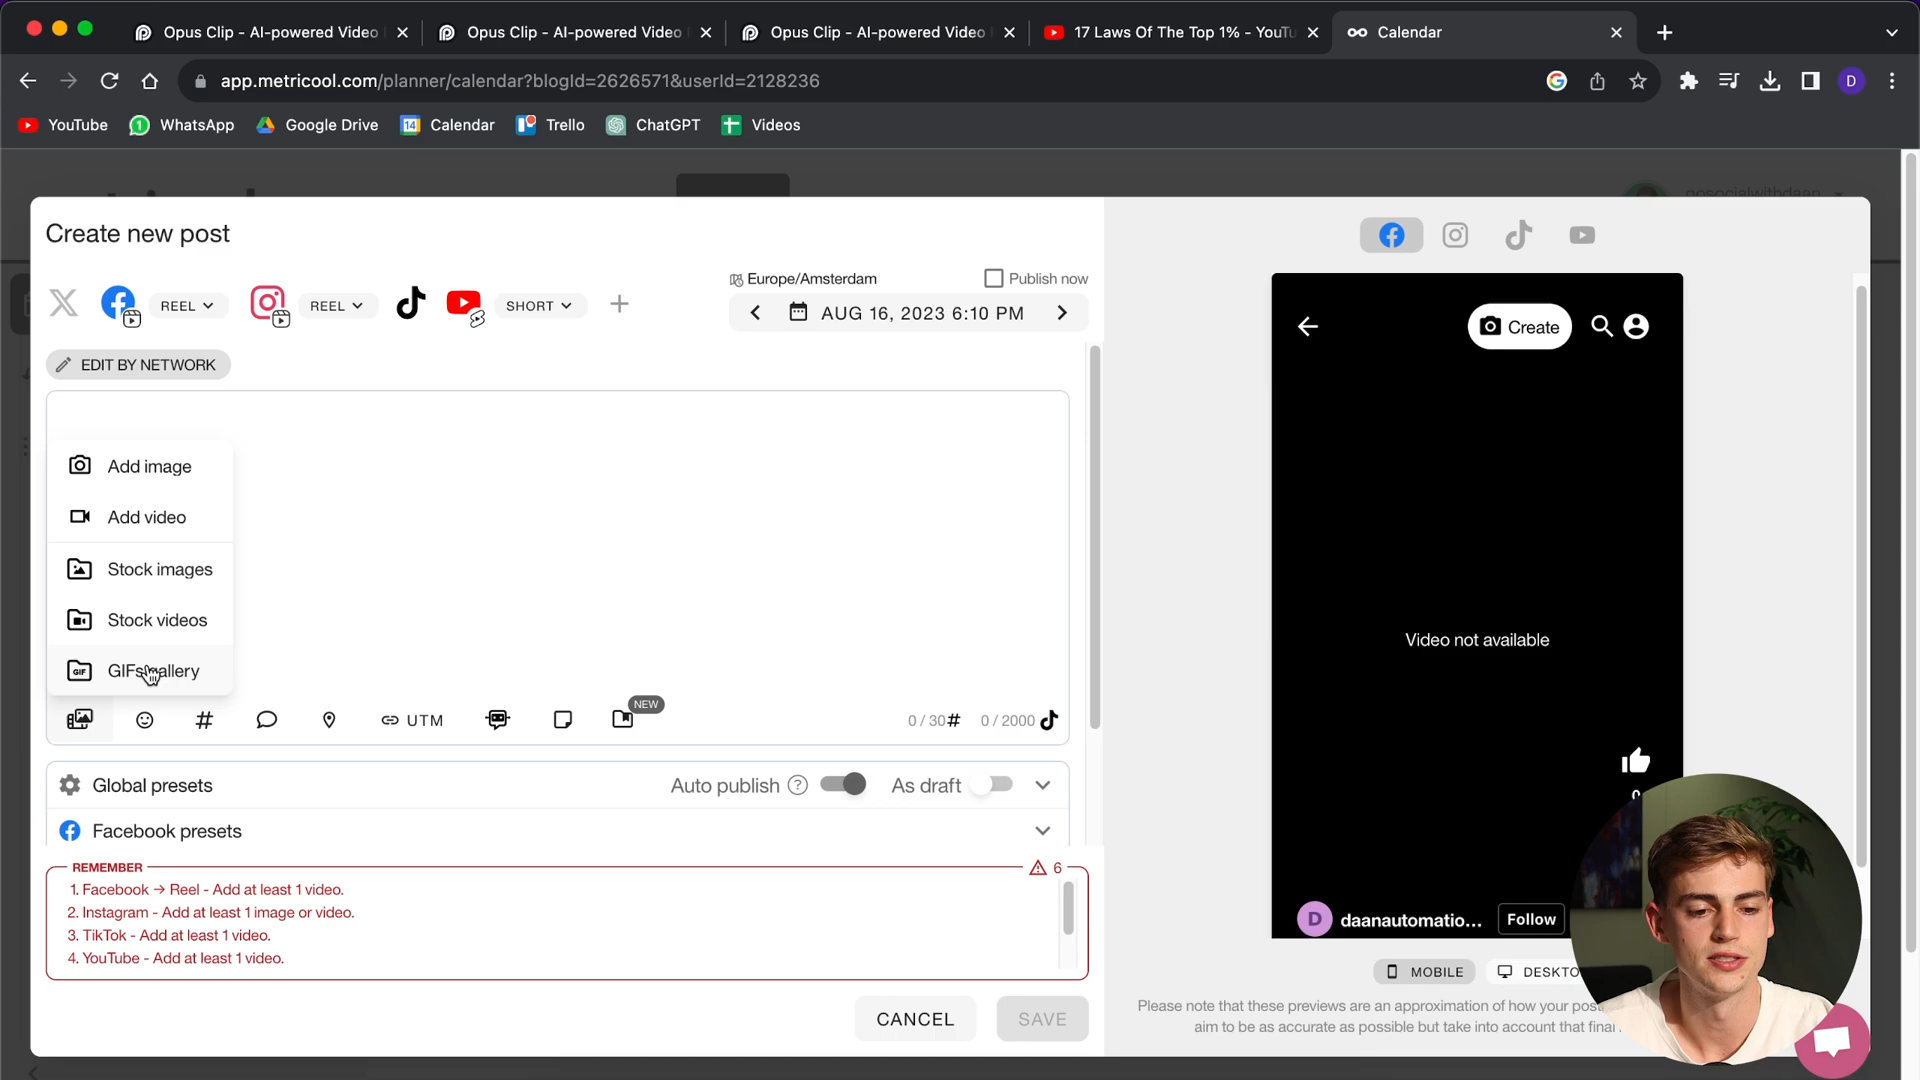 Opus Clip - AI-powered Video
Opus Clip - AI-powered Video
Opus Clip - AI-powered Video
17 Laws Of The Top 1% - YouTu
Calendar
app.metricool.com/planner/calendar?blogId=2626571&userId=2128236
D
YouTube
WhatsApp
Google Drive
14
Calendar
Trello
ChatGPT
Videos
gosocialwithdaan
Create new post
REEL
REEL
SHORT
Europe/Amsterdam
Publish now
AUG 16, 2023 6:10 PM
EDIT BY NETWORK
Add image
Add video
Stock images
Stock videos
GIF
UTM
NEW
0/30#
0/2000
Global presets
Auto publish
?
As draft
Facebook presets
REMEMBER
6
1. Facebook → Reel - Add at least 1 video.
2. Instagram - Add at least 1 image or video.
3. TikTok - Add at least 1 video.
4. YouTube - Add at least 1 video.
CANCEL
SAVE
Create
Video not available
D
daanautomatio...
Follow
MOBILE
DESKTO
Please note that these previews are an approximation of how your pos
aim to be as accurate as possible but take into account that final